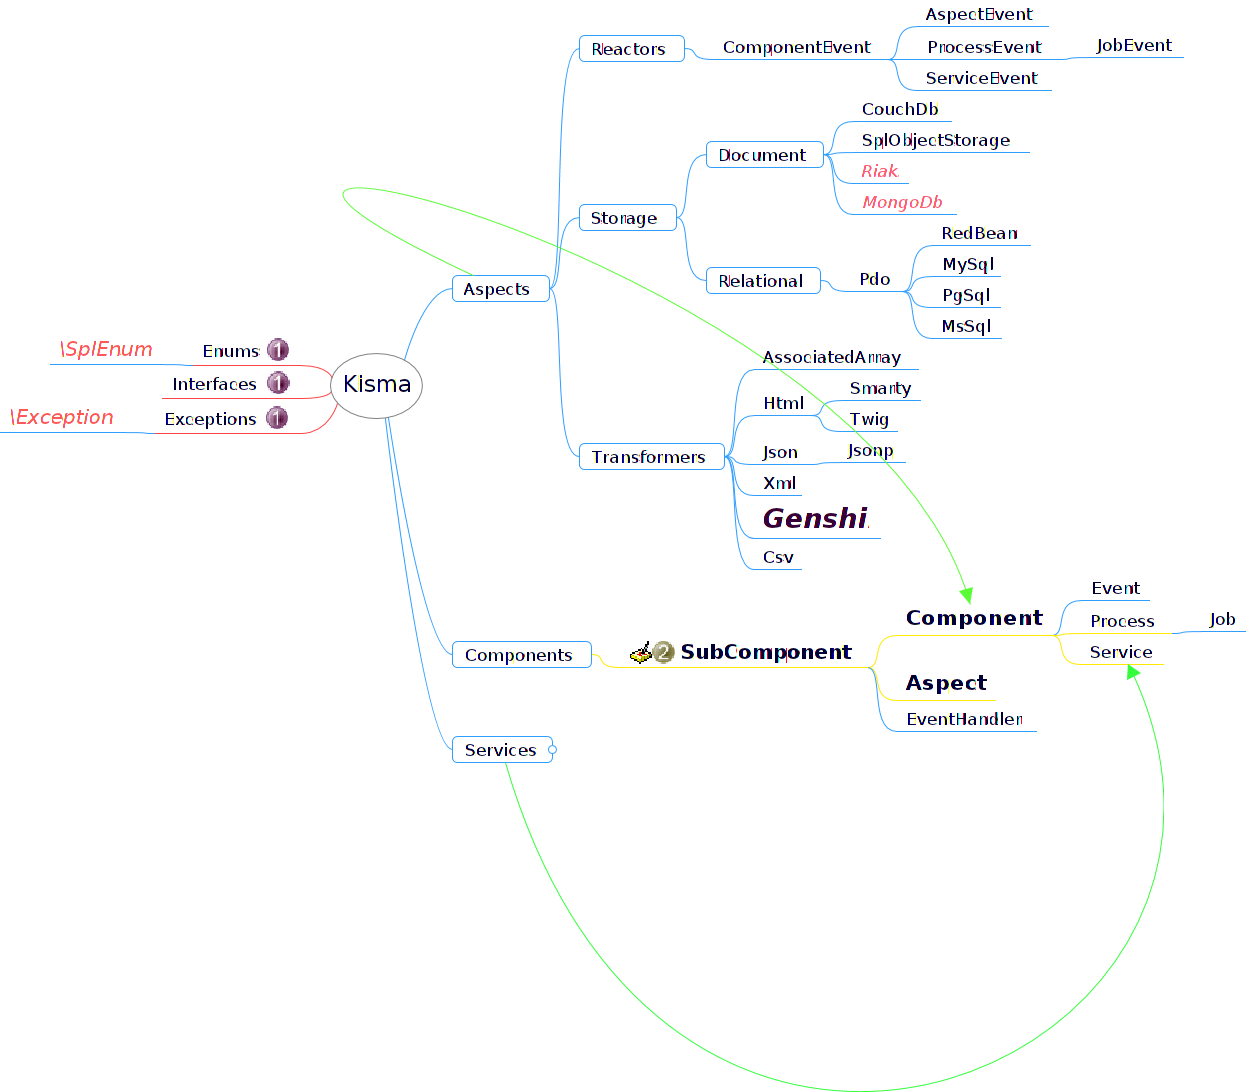 Kisma
Enums 1
\SplEnum
Interfaces 1
Exceptions 1
\Exception
Aspects
Reactors
ComponentEvent
AspectEvent
ProcessEvent
JobEvent
ServiceEvent
Storage
Document
CouchDb
SplObjectStorage
Riak
MongoDb
Relational
Pdo
RedBean
MySql
PgSql
MsSql
Transformers
AssociatedArray
Html
Smarty
Twig
Json
Jsonp
Xml
Genshi
Csv
Components
2 SubComponent
Component
Event
Process
Job
Service
Aspect
EventHandler
Services